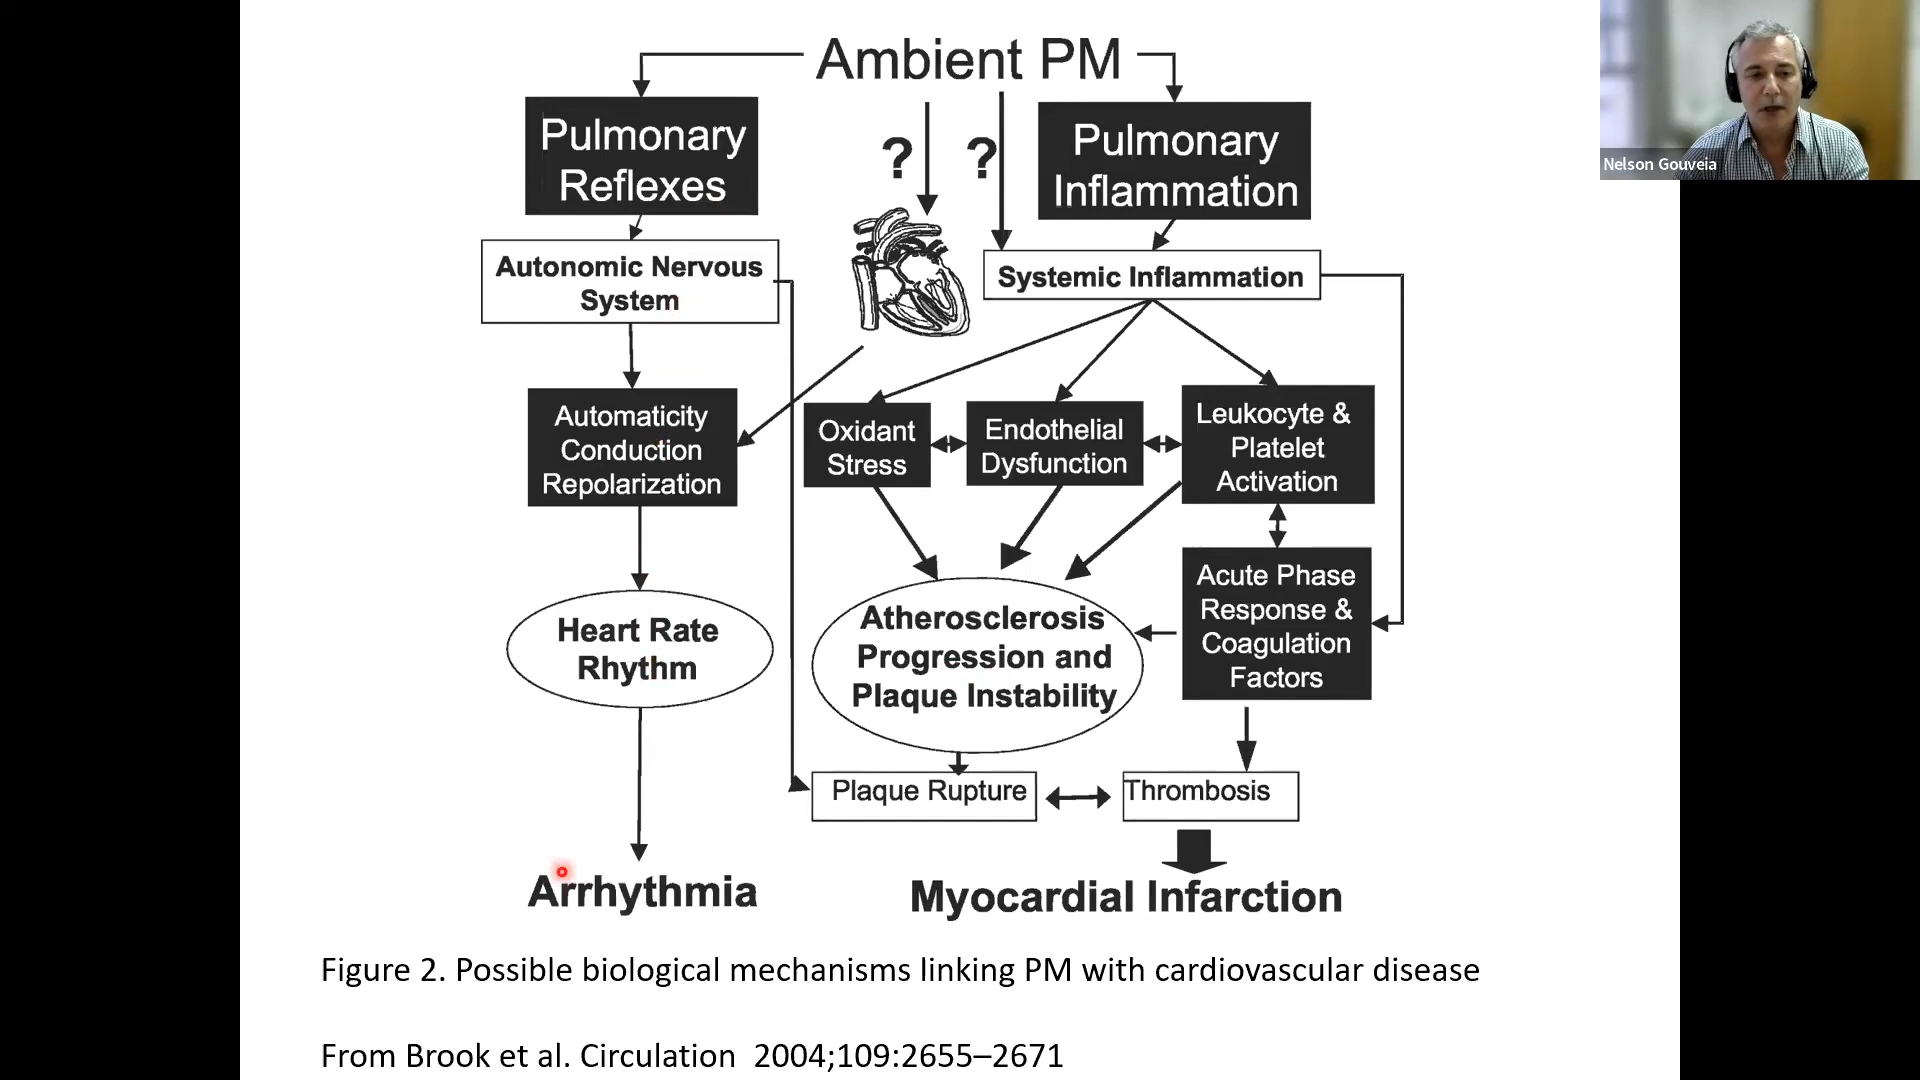 Ambient PM
Pulmonary
Reflexes
?
?
Pulmonary
Inflammation
Nelson Gouveia
Autonomic Nervous
System
Systemic Inflammation
Automaticity
Conduction
Repolarization
Oxidant
Stress
Endothelial
Dysfunction
Leukocyte &
Platelet
Activation
Heart Rate
Rhythm
Atherosclerosis
Progression and
Plaque Instability
Acute Phase
Response &
Coagulation
Factors
Plaque Rupture
Thrombosis
Arrhythmia
Myocardial Infarction
Figure 2. Possible biological mechanisms linking PM with cardiovascular disease
From Brook et al. Circulation 2004;109:2655–2671